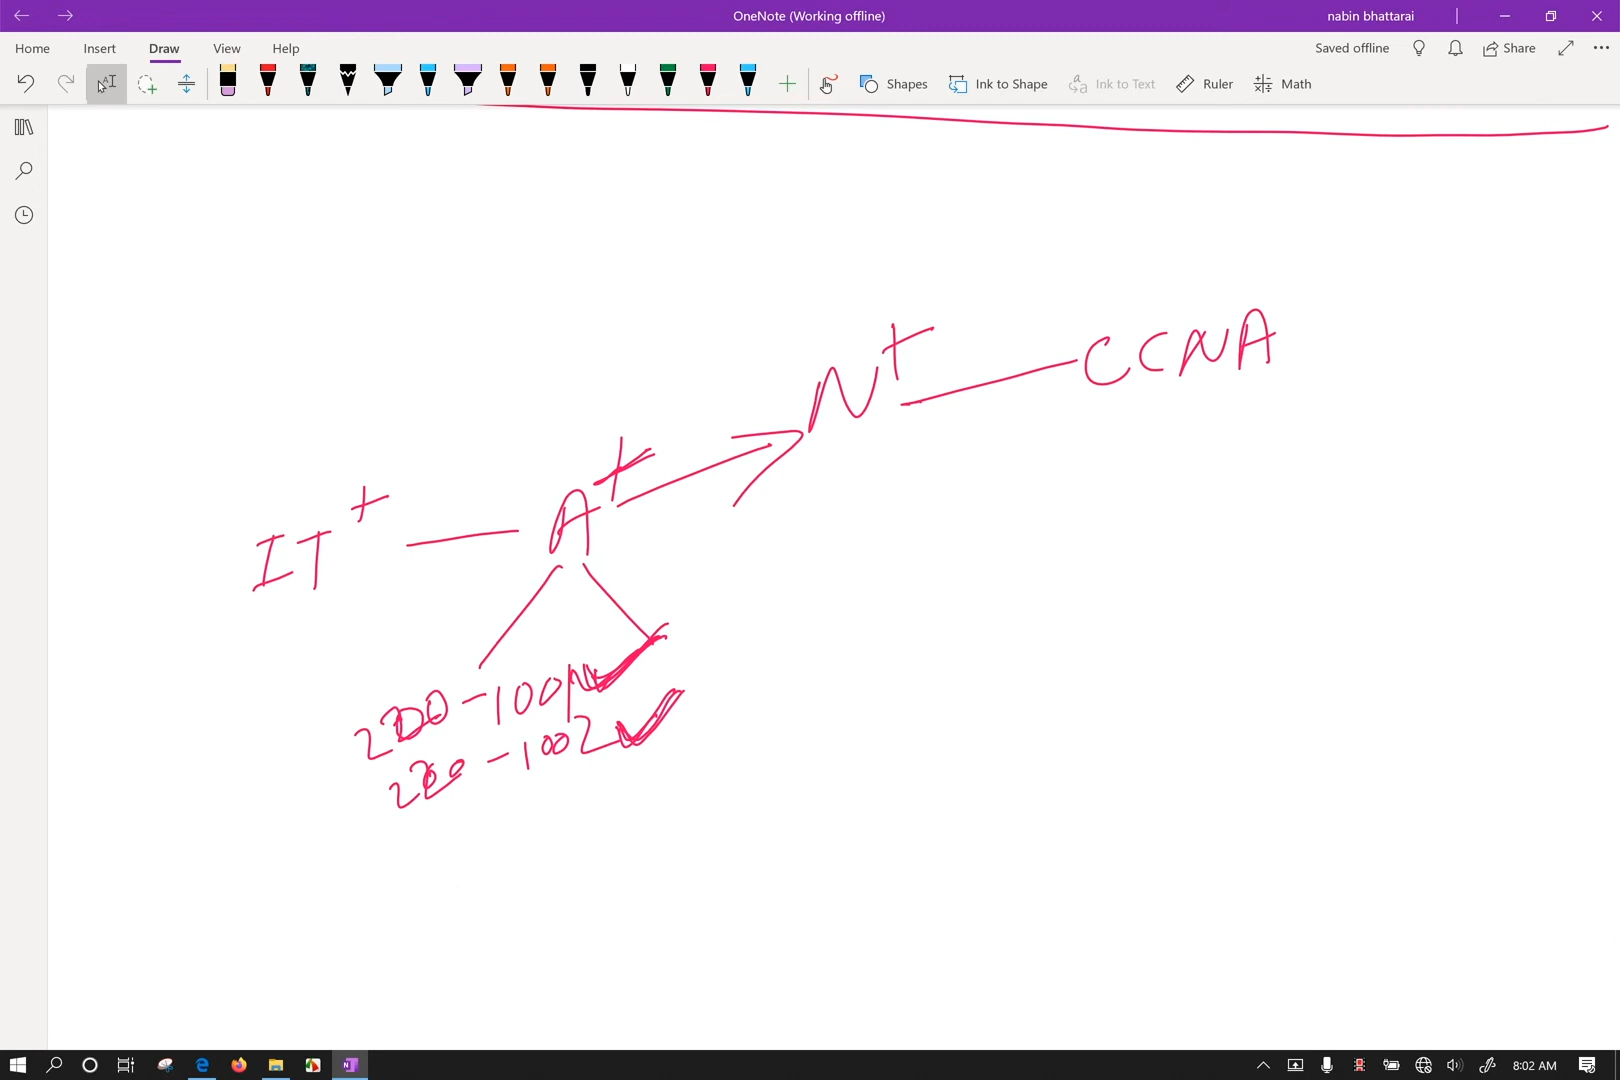 OneNote (Working offline)
nabin bhattarai
Home Insert Draw View Help
Saved offline Share
Shapes Ink to Shape Ink to Text Ruler Math
CCNA
N+
A+
IT+
220-1001
220-1002
8:02 AM